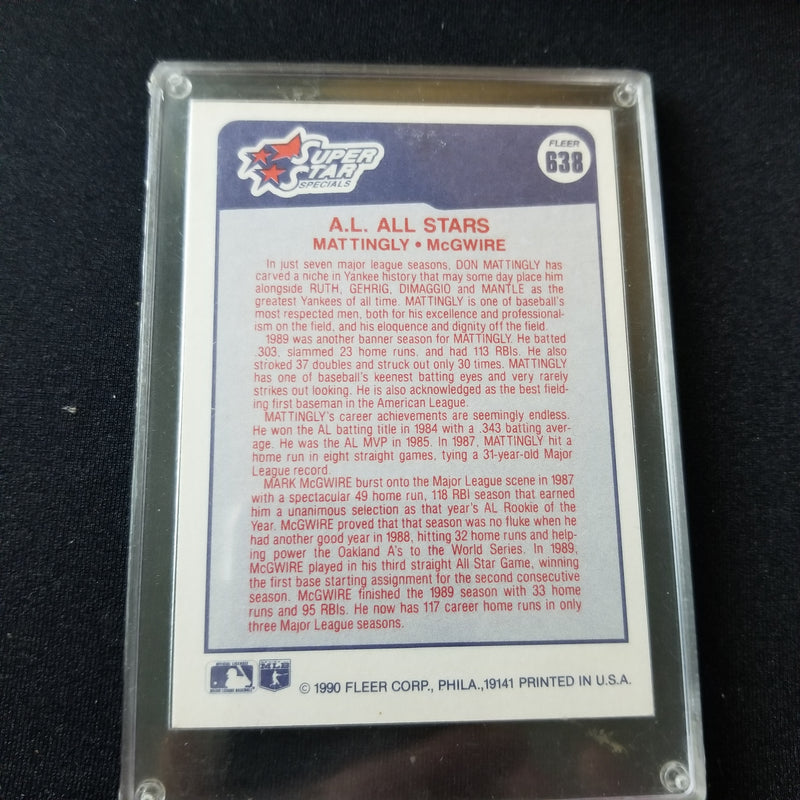 SUPER
STAR
SPECIALS
FLEER
638
A.L. ALL STARS
MATTINGLY • McGWIRE
In just seven major league seasons, DON MATTINGLY has
carved a niche in Yankee history that may some day place him
alongside RUTH, GEHRIG, DIMAGGIO and MANTLE as the
greatest Yankees of all time. MATTINGLY is one of baseball's
most respected men, both for his excellence and professional-
ism on the field, and his eloquence and dignity off the field.
1989 was another banner season for MATTINGLY. He batted
.303, slammed 23 home runs, and had 113 RBIs. He also
stroked 37 doubles and struck out only 30 times. MATTINGLY
has one of baseball's keenest batting eyes and very rarely
strikes out looking. He is also acknowledged as the best field-
ing first baseman in the American League.
MATTINGLY's career achievements are seemingly endless.
He won the AL batting title in 1984 with a .343 batting aver-
age. He was the AL MVP in 1985. In 1987, MATTINGLY hit a
home run in eight straight games, tying a 31-year-old Major
League record.
MARK McGWIRE burst onto the Major League scene in 1987
with a spectacular 49 home run, 118 RBI season that earned
him a unanimous selection as that year's AL Rookie of the
Year. McGWIRE proved that that season was no fluke when he
had another good year in 1988, hitting 32 home runs and help-
ing power the Oakland A's to the World Series. In 1989,
McGWIRE played in his third straight All Star Game, winning
the first base starting assignment for the second consecutive
season. McGWIRE finished the 1989 season with 33 home
runs and 95 RBIs. He now has 117 career home runs in only
three Major League seasons.
MLB
© 1990 FLEER CORP., PHILA., 19141 PRINTED IN U.S.A.